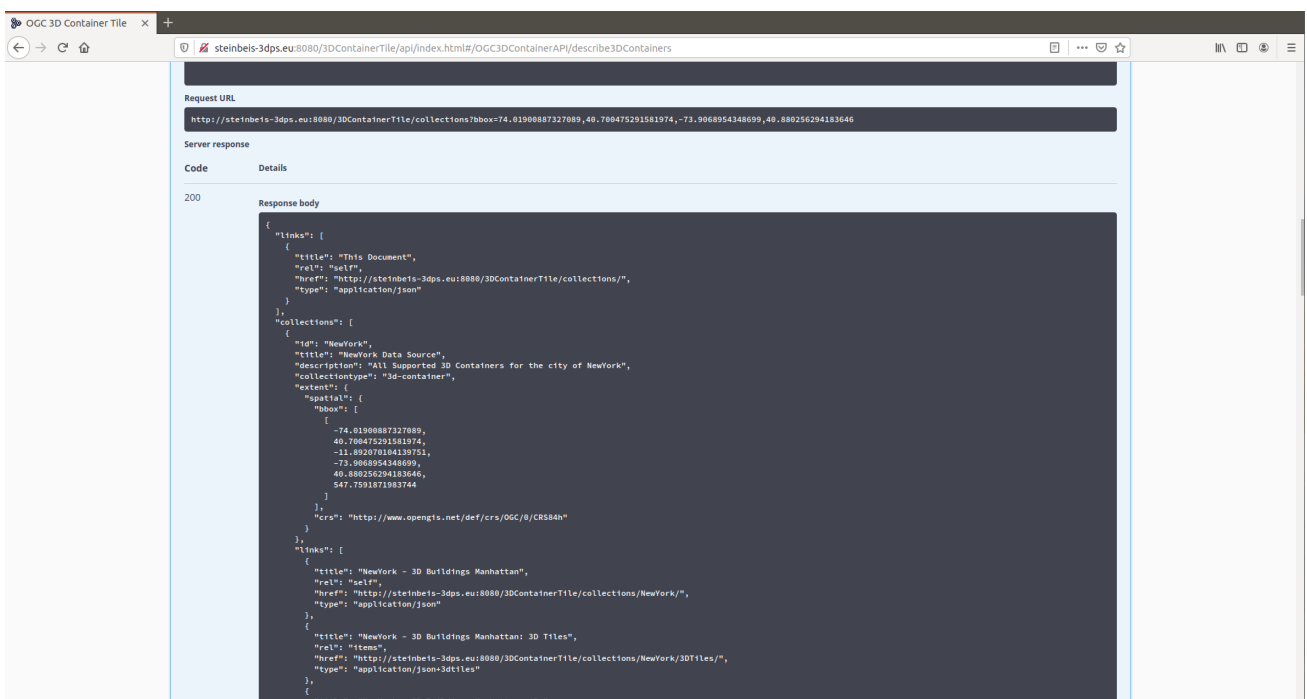 OGC 3D Container Tile
steinbeis-3dps.eu:8080/3DContainerTile/api/index.html#/OGC3DContainerAPI/describe3DContainers
Request URL
http://steinbeis-3dps.eu:8080/3DContainerTile/collections?bbox=74.01900887327089,40.700475291581974,-73.9068954348699,40.880256294183646
Server response
Code Details
200
Response body
{
"links": [
{
"title": "This Document",
"rel": "self",
"href": "http://steinbeis-3dps.eu:8080/3DContainerTile/collections/",
"type": "application/json"
}
],
"collections": [
{
"id": "NewYork",
"title": "NewYork Data Source",
"description": "All Supported 3D Containers for the city of NewYork",
"collectiontype": "3d-container",
"extent": {
"spatial": {
"bbox": [
[
-74.01900887327089,
40.700475291581974,
-11.892070104139751,
-73.9068954348699,
40.880256294183646,
547.7591871983744
]
],
"crs": "http://www.opengis.net/def/crs/OGC/0/CRS84h"
}
},
"links": [
{
"title": "NewYork - 3D Buildings Manhattan",
"rel": "self",
"href": "http://steinbeis-3dps.eu:8080/3DContainerTile/collections/NewYork/",
"type": "application/json"
},
{
"title": "NewYork - 3D Buildings Manhattan: 3D Tiles",
"rel": "items",
"href": "http://steinbeis-3dps.eu:8080/3DContainerTile/collections/NewYork/3DTiles/",
"type": "application/json+3dtiles"
},
{